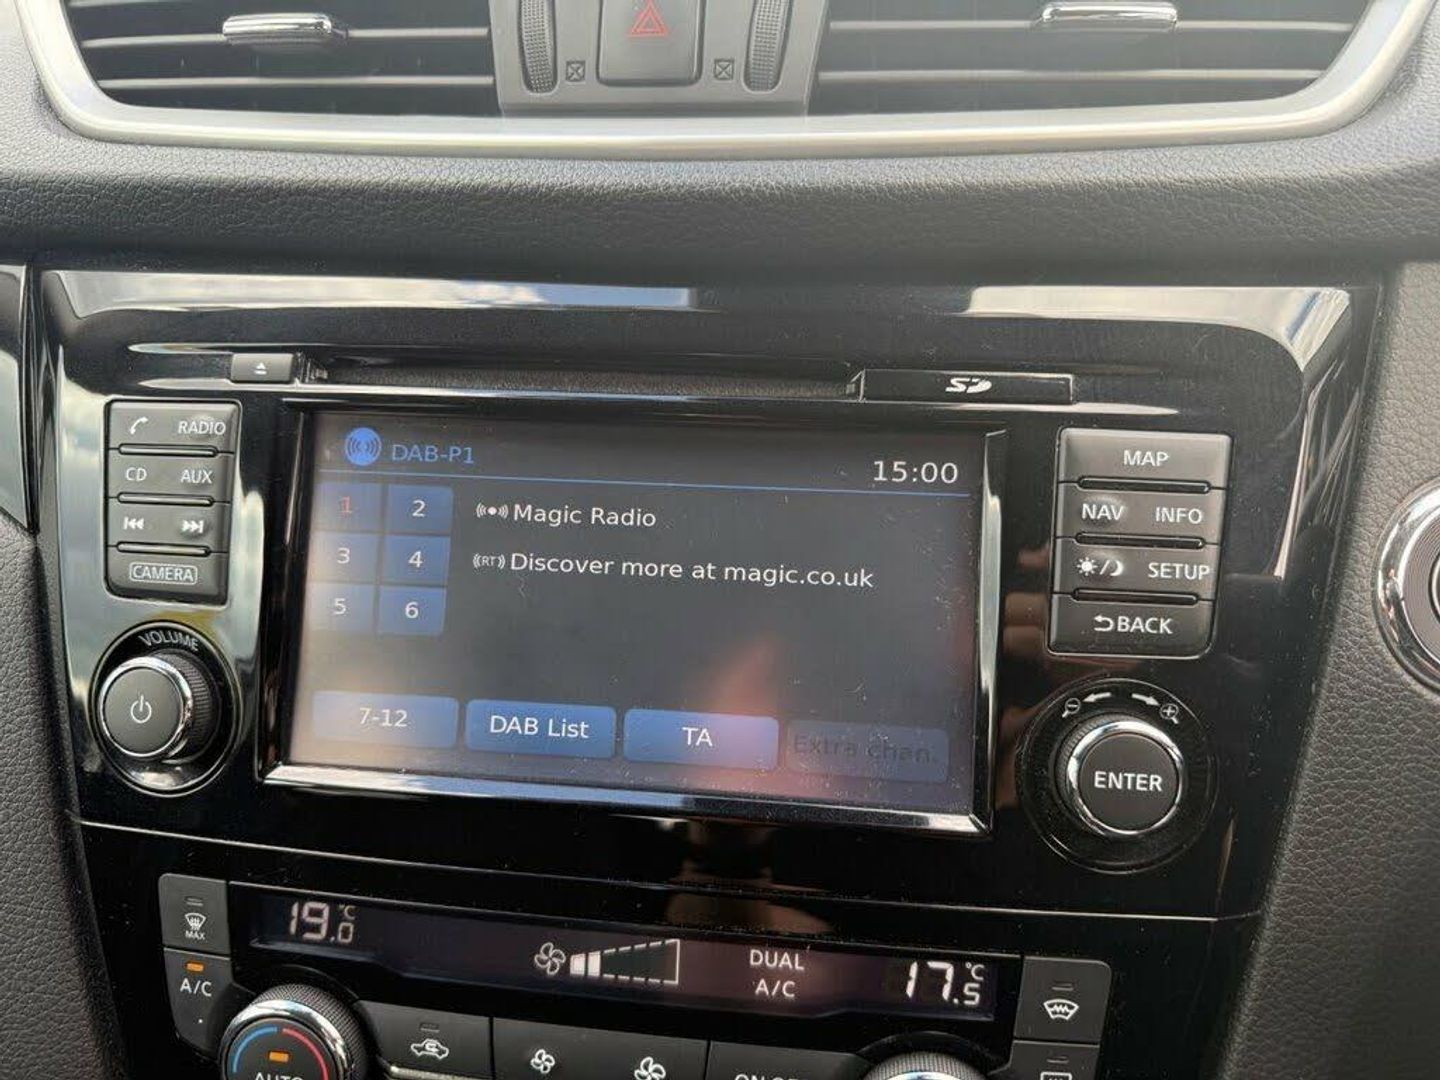 SD
RADIO
CD AUX
CAMERA
VOLUME
DAB-P1
15:00
1 2
3 4
5 6
Magic Radio
RT Discover more at magic.co.uk
7-12 DAB List TA Extra chan.
MAP
NAV INFO
SETUP
BACK
ENTER
MAX
A/C
19.0 °C
DUAL
A/C
17.5 °C
AUTO